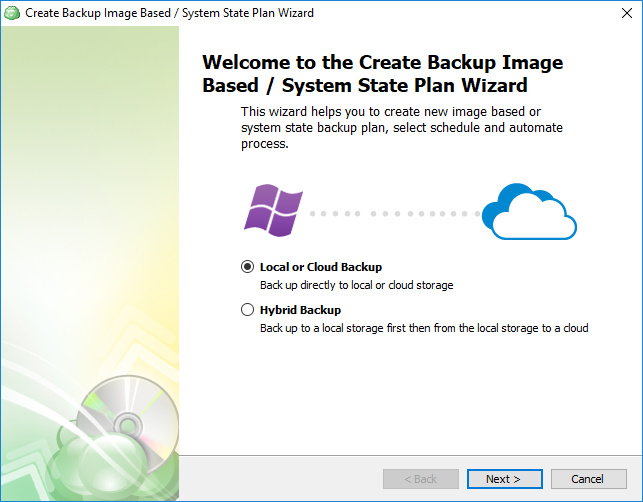 Create Backup Image Based / System State Plan Wizard
Welcome to the Create Backup Image
Based / System State Plan Wizard
This wizard helps you to create new image based or
system state backup plan, select schedule and automate
process.
Local or Cloud Backup
Back up directly to local or cloud storage
Hybrid Backup
Back up to a local storage first then from the local storage to a cloud
< Back
Next >
Cancel